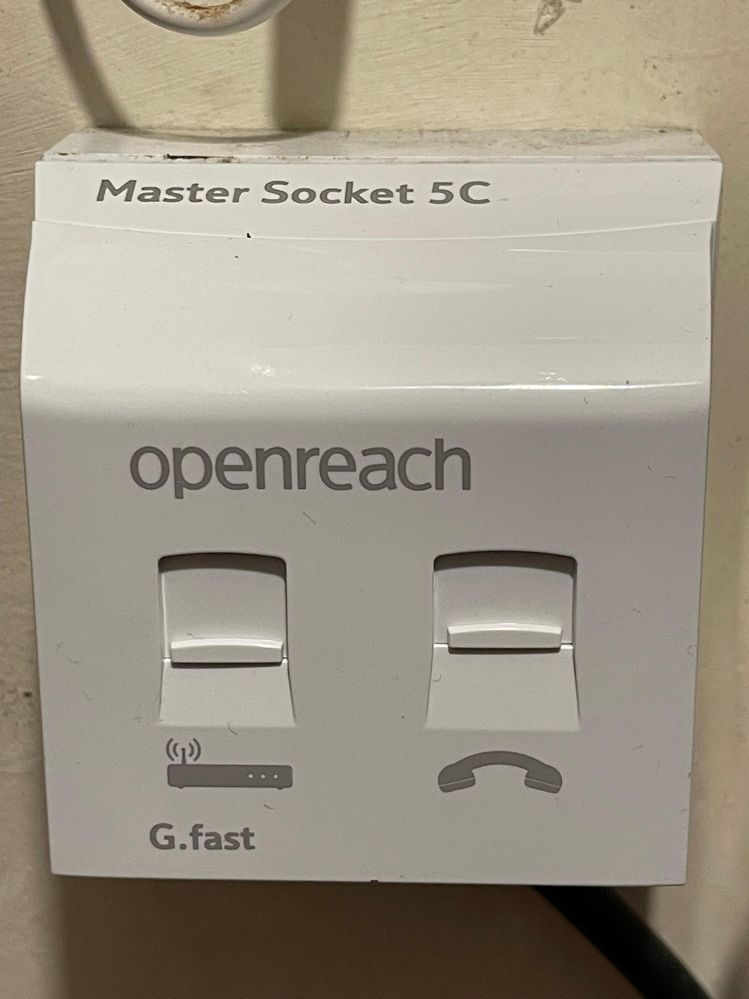 Master Socket 5C
openreach
G.fast